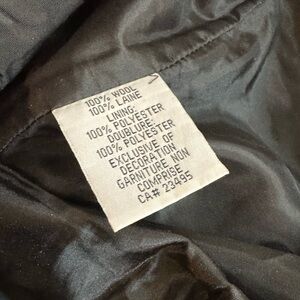 100% WOOL
100% LAINE
LINING:
100% POLYESTER
DOUBLURE:
100% POLYESTER
EXCLUSIVE OF
DECORATION
GARNITURE NON
COMPRISE
CA# 23495